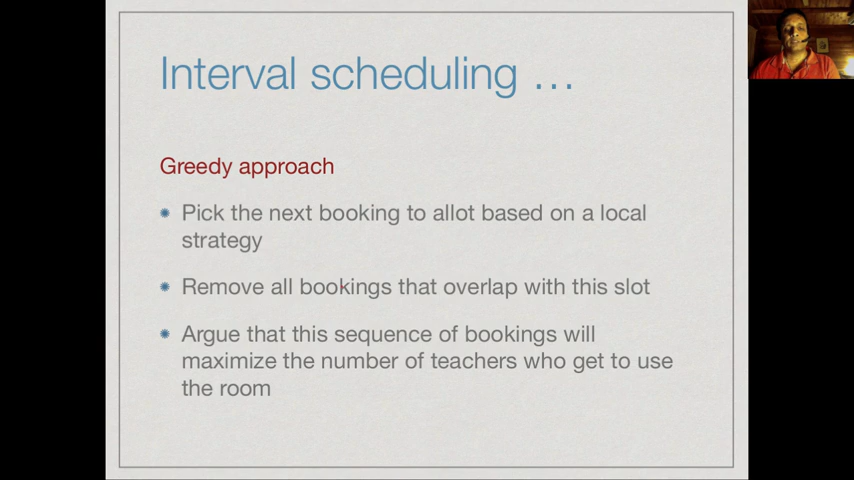 Interval scheduling ...
Greedy approach
Pick the next booking to allot based on a local
strategy
Remove all bookings that overlap with this slot
Argue that this sequence of bookings will
maximize the number of teachers who get to use
the room